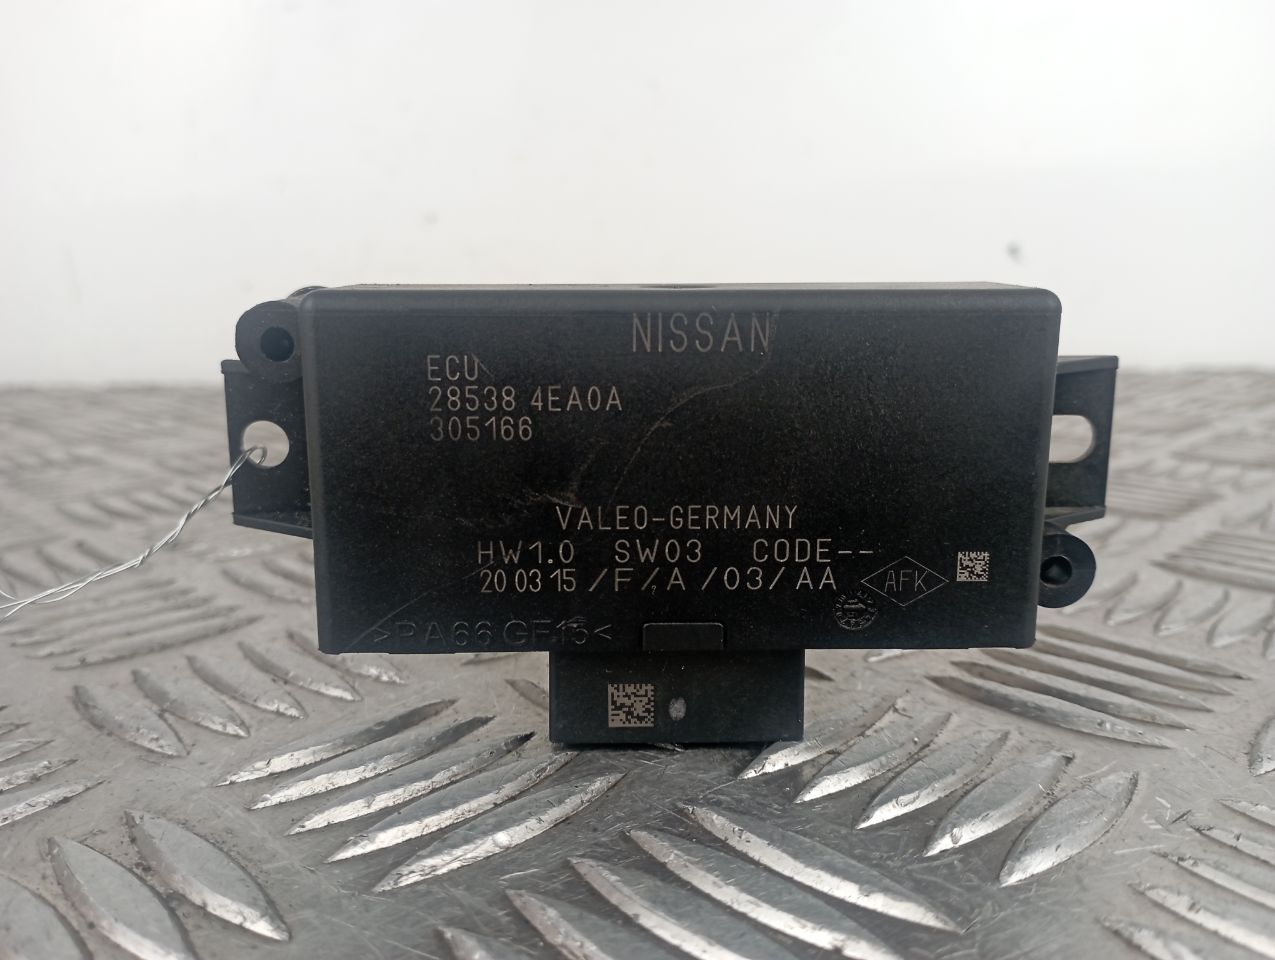 NISSAN
ECU
28538 4EA0A
305166
VALEO-GERMANY
HW1.0 SW03 CODE--
20 03 15 /F/A/03/AA AFK
>PA66 GF15<